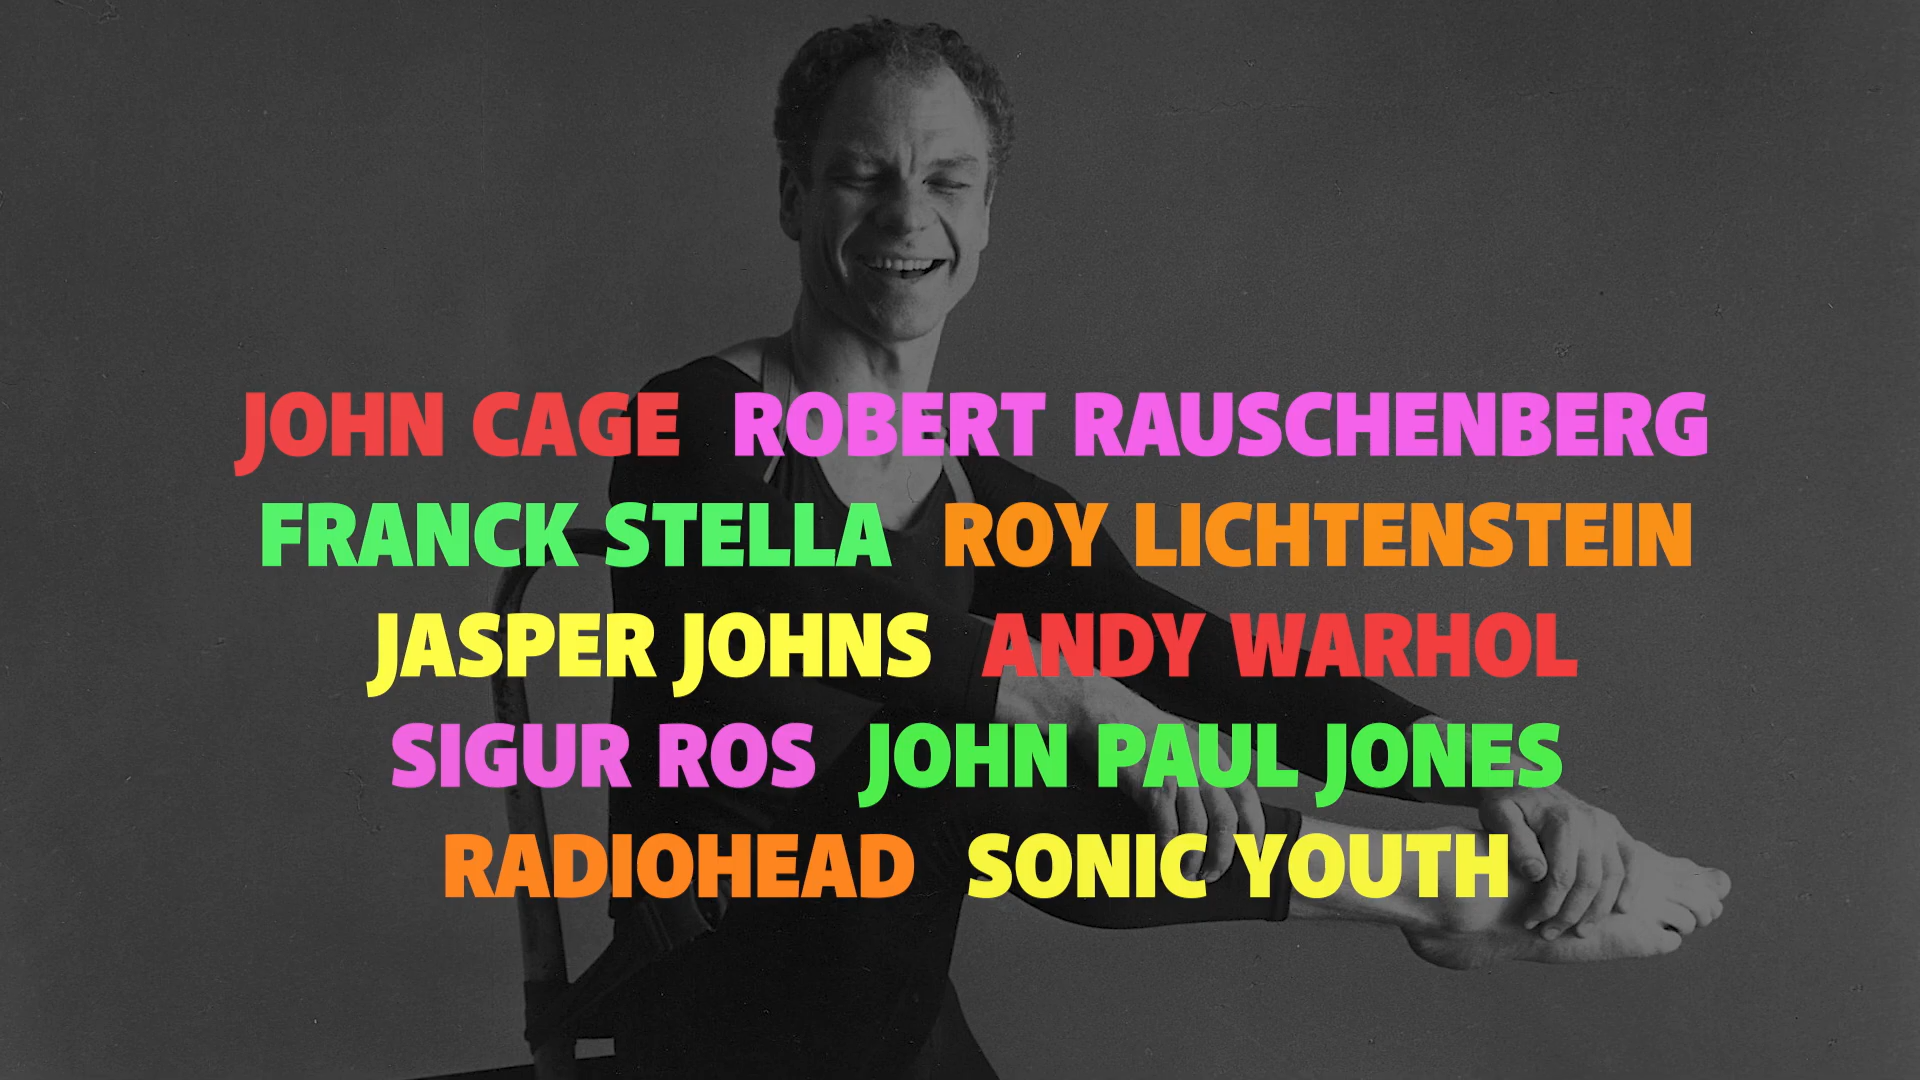 JOHN CAGE ROBERT RAUSCHENBERG
FRANCK STELLA ROY LICHTENSTEIN
JASPER JOHNS ANDY WARHOL
SIGUR ROS JOHN PAUL JONES
RADIOHEAD SONIC YOUTH